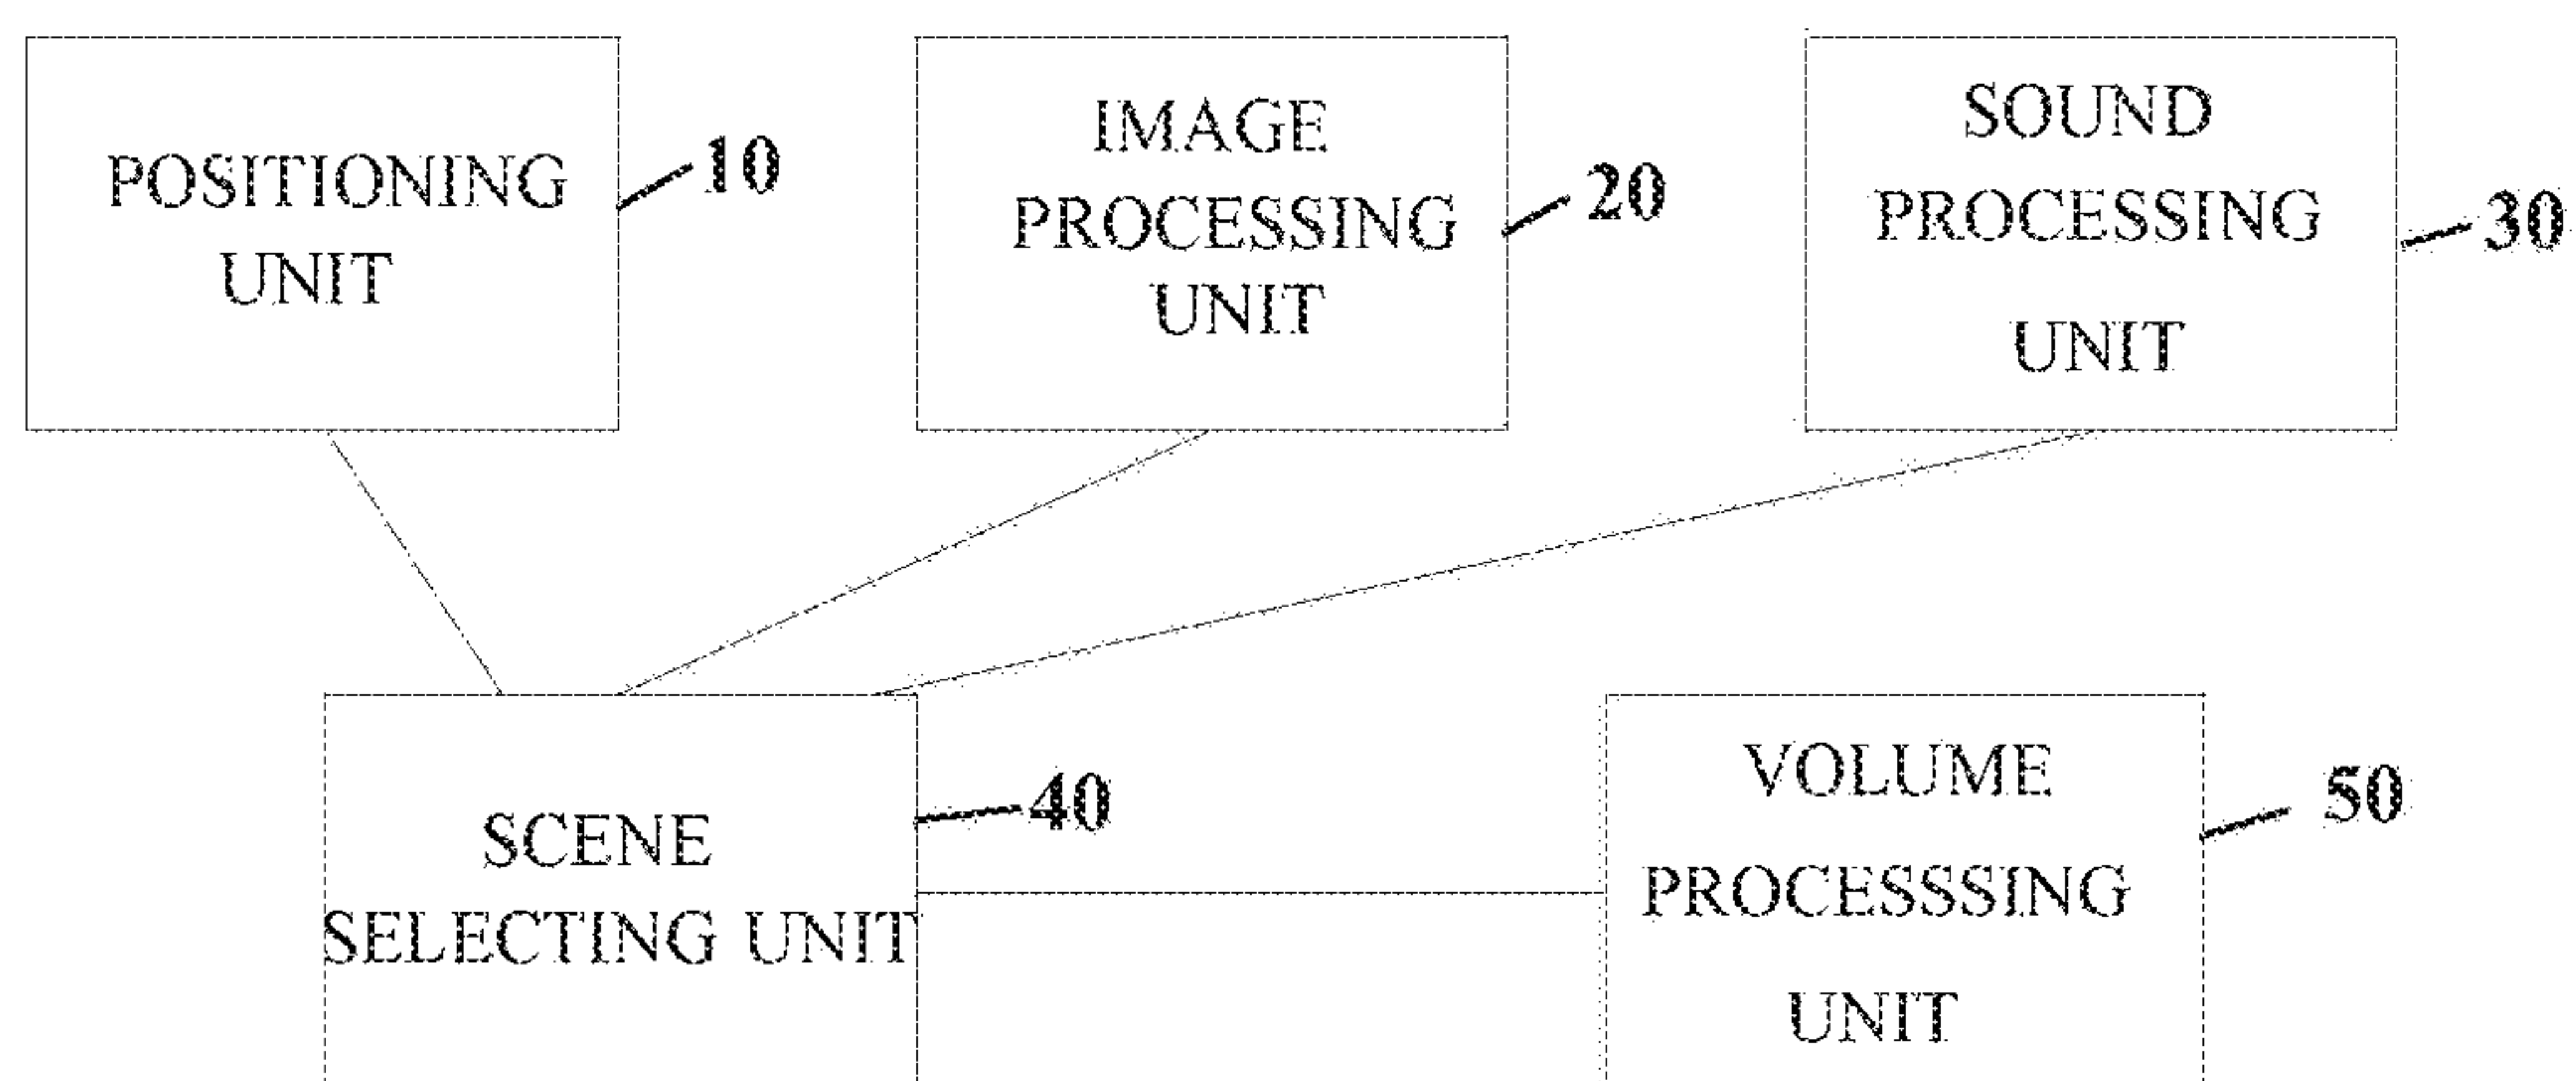 POSITIONING
UNIT
10
IMAGE
PROCESSING
UNIT
20
SOUND
PROCESSING
UNIT
30
SCENE
SELECTING UNIT
40
VOLUME
PROCESSSING
UNIT
50